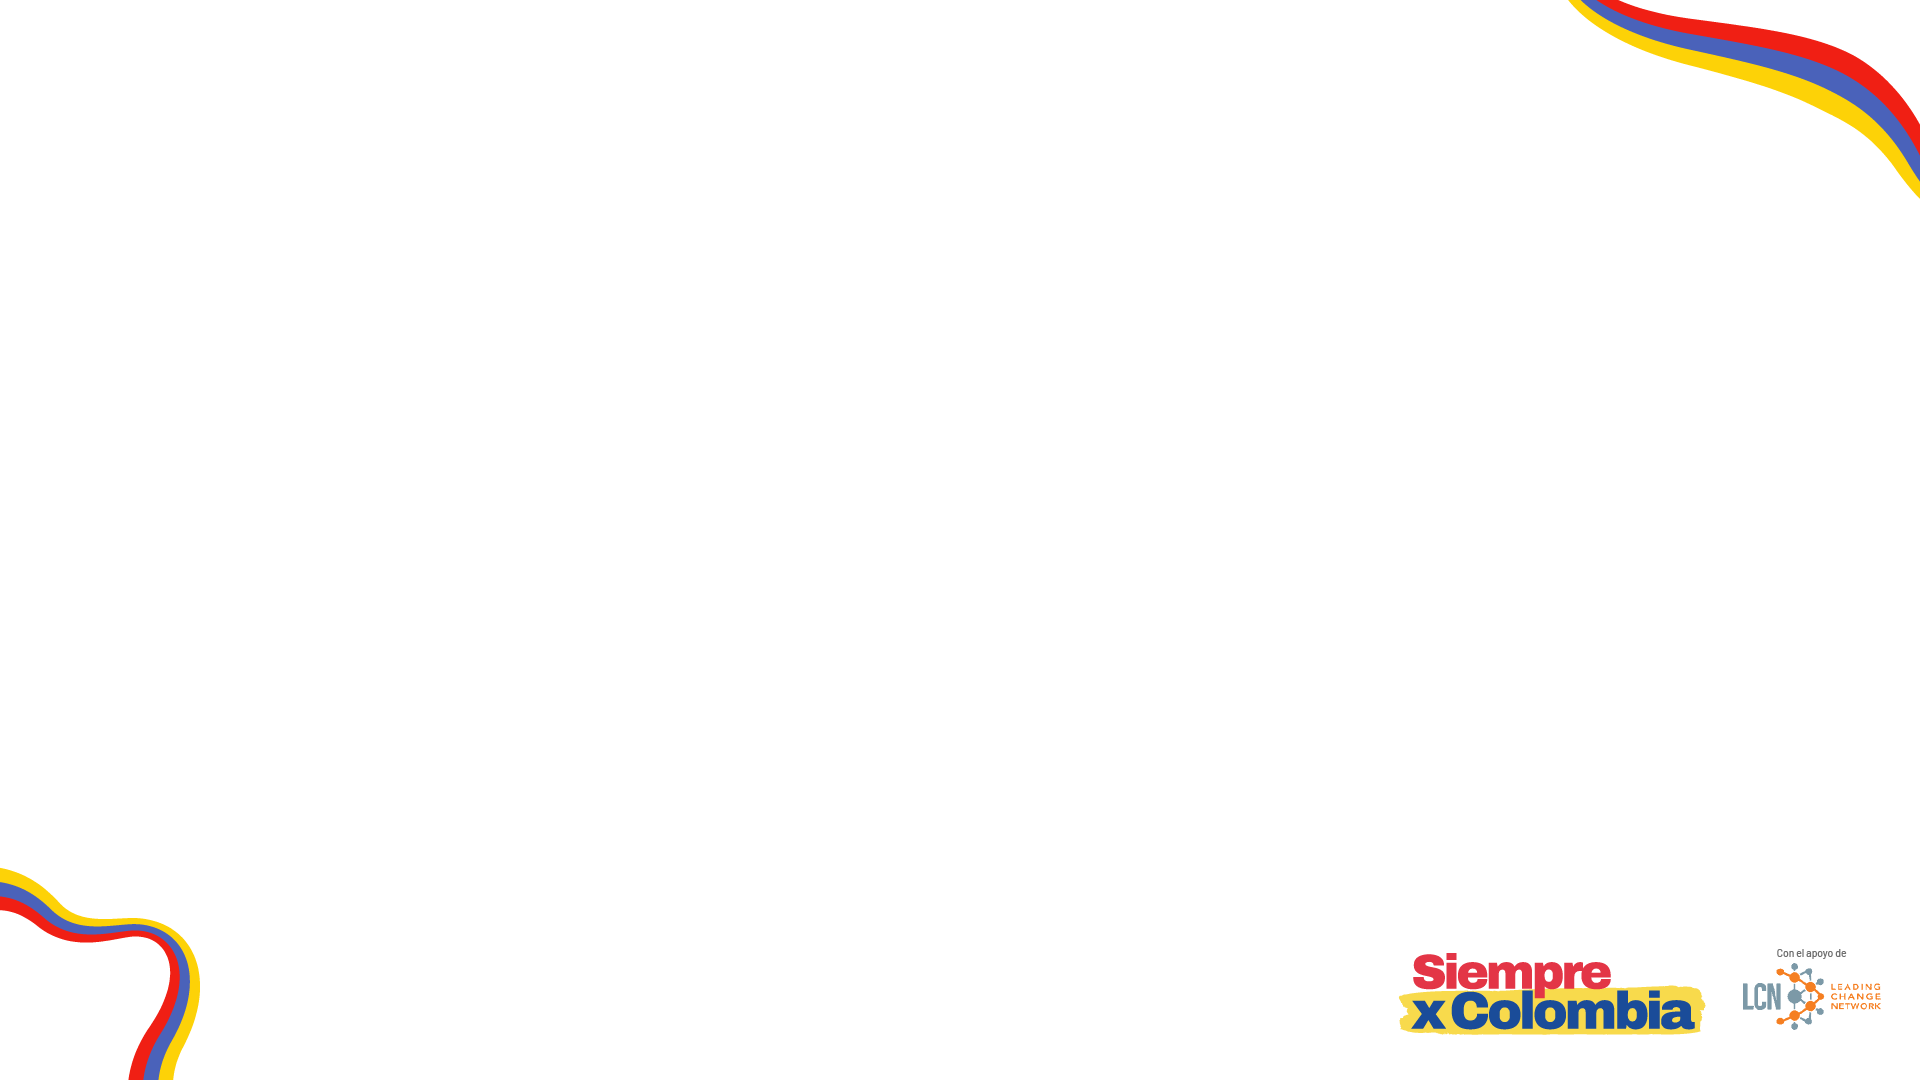 Siempre
x Colombia
Con el apoyo de
LCN
LEADING
CHANGE
NETWORK